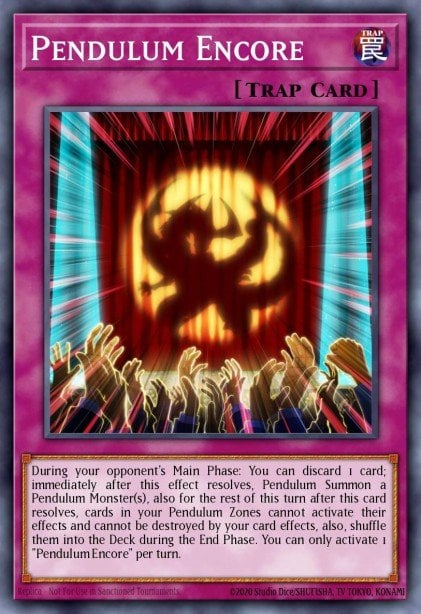 PENDULUM ENCORE
TRAP
罠
[TRAP CARD]
During your opponent's Main Phase: You can discard 1 card;
immediately after this effect resolves, Pendulum Summon a
Pendulum Monster(s), also for the rest of this turn after this card
resolves, cards in your Pendulum Zones cannot activate their
effects and cannot be destroyed by your card effects, also, shuffle
them into the Deck during the End Phase. You can only activate 1
"Pendulum Encore" per turn.
Replica - Not For Use in Sanctioned Tournaments
©2020 Studio Dice/SHUEISHA, TV TOKYO, KONAMI